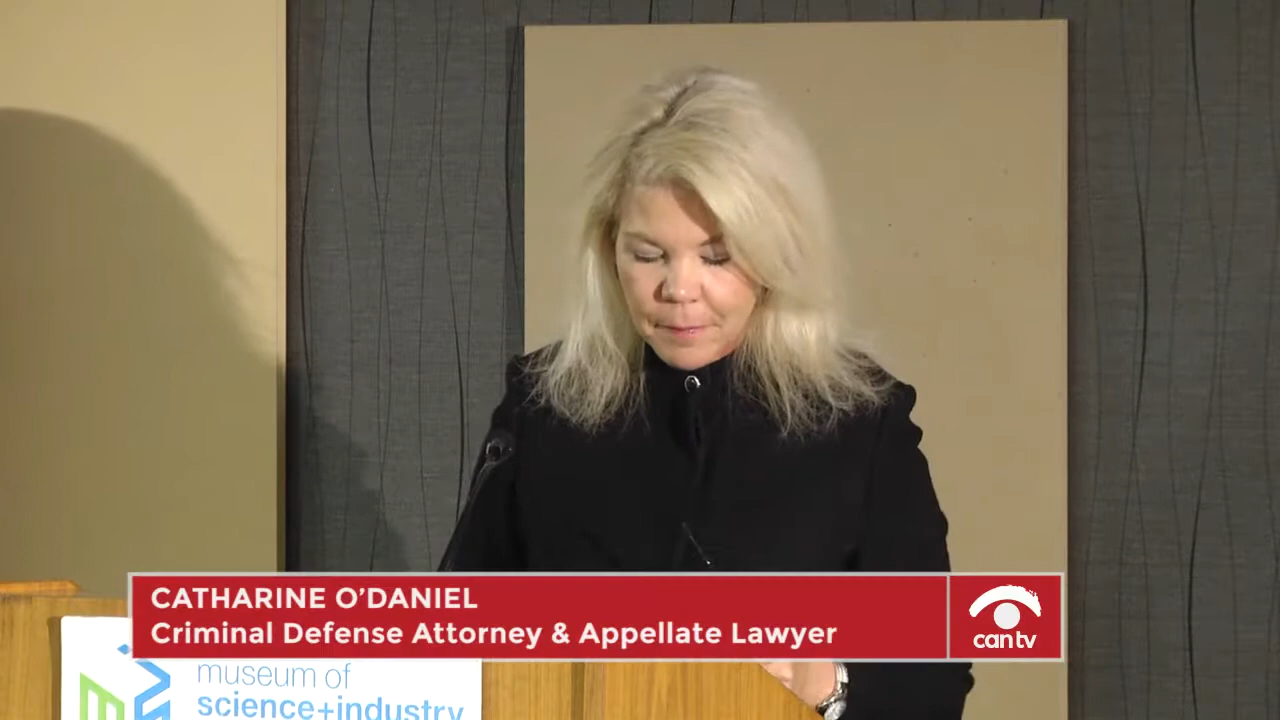 CATHARINE O'DANIEL
Criminal Defense Attorney & Appellate Lawyer
can tv
museum of
science+industry